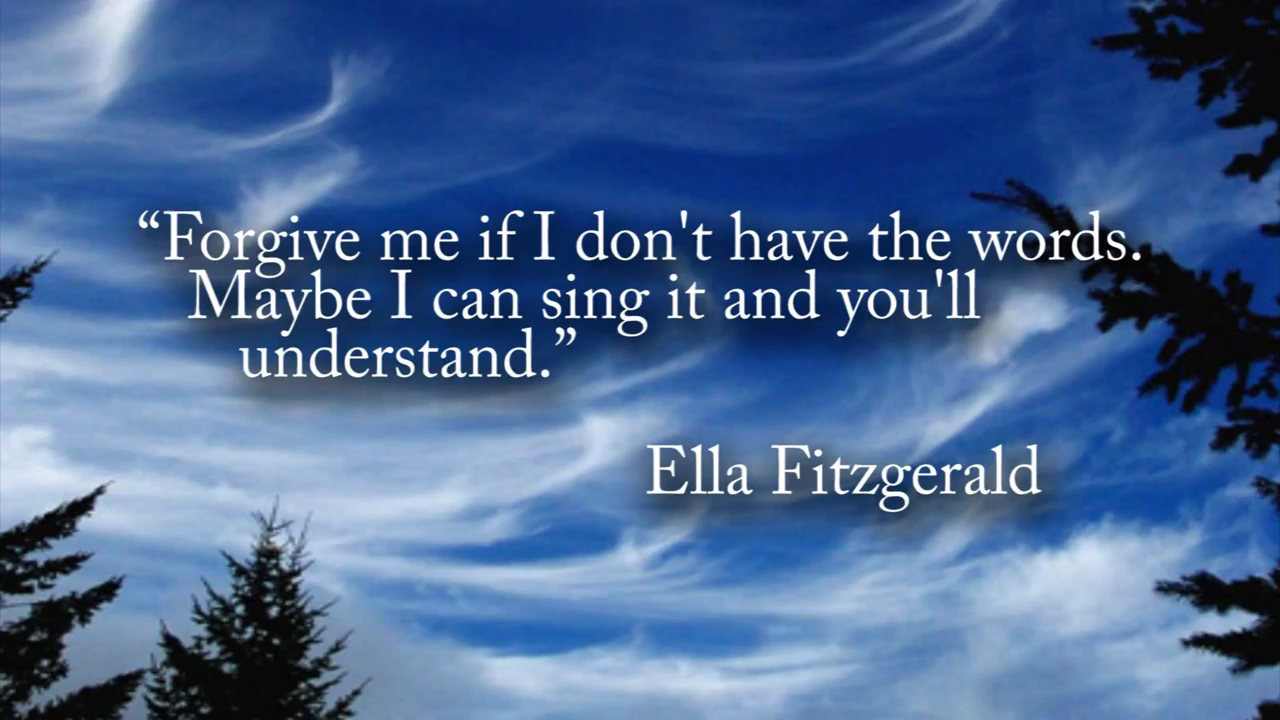 “Forgive me if I don't have the words.
Maybe I can sing it and you'll
understand.”
Ella Fitzgerald